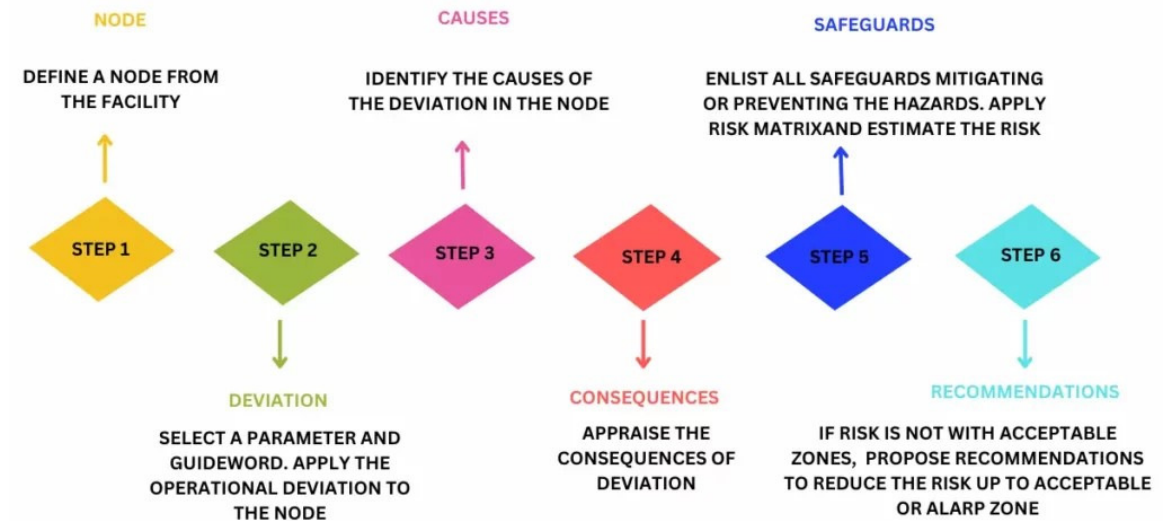 NODE
DEFINE A NODE FROM
THE FACILITY
CAUSES
IDENTIFY THE CAUSES OF
THE DEVIATION IN THE NODE
SAFEGUARDS
ENLIST ALL SAFEGUARDS MITIGATING
OR PREVENTING THE HAZARDS. APPLY
RISK MATRIXAND ESTIMATE THE RISK
STEP 1
STEP 2
STEP 3
STEP 4
STEP 5
STEP 6
DEVIATION
SELECT A PARAMETER AND
GUIDEWORD. APPLY THE
OPERATIONAL DEVIATION TO
THE NODE
CONSEQUENCES
APPRAISE THE
CONSEQUENCES OF
DEVIATION
RECOMMENDATIONS
IF RISK IS NOT WITH ACCEPTABLE
ZONES, PROPOSE RECOMMENDATIONS
TO REDUCE THE RISK UP TO ACCEPTABLE
OR ALARP ZONE